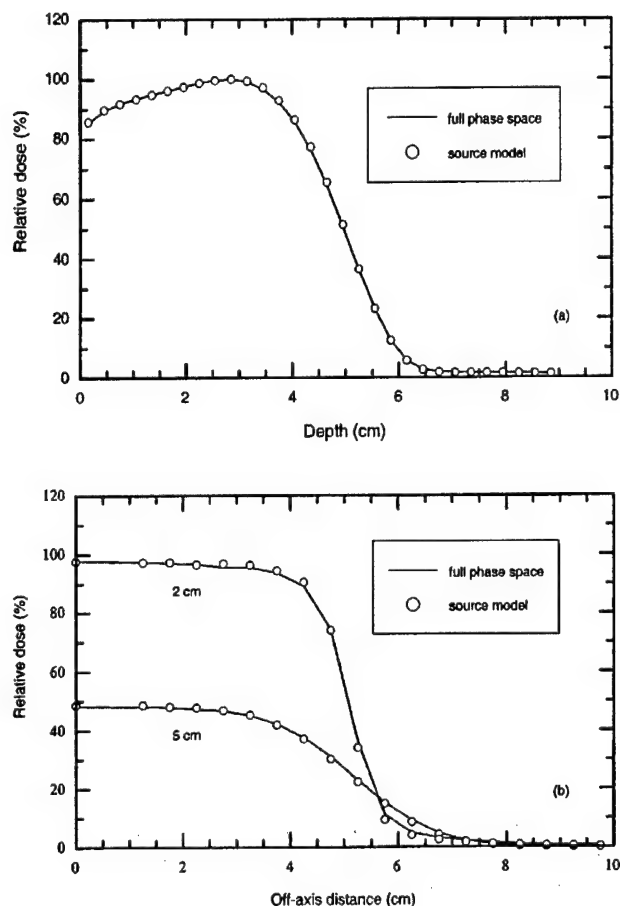 120
100
80
60
40
20
0
Relative dose (%)
full phase space
source model
(a)
0 2 4 6 8 10
Depth (cm)
120
100
80
60
40
20
0
Relative dose (%)
full phase space
source model
2 cm
5 cm
(b)
0 2 4 6 8 10
Off-axis distance (cm)